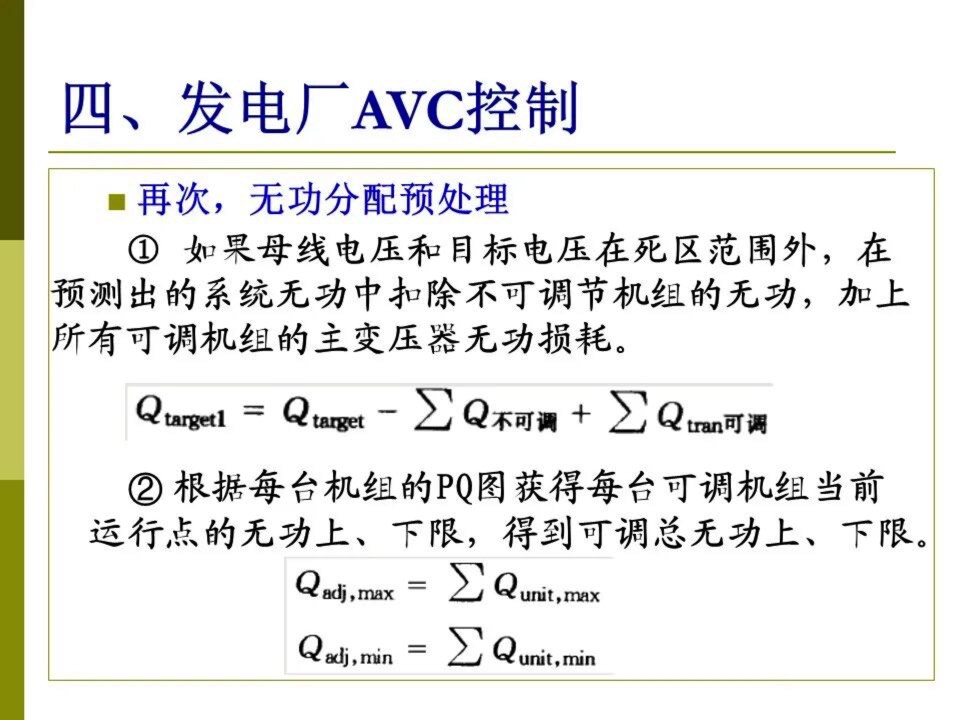 四、发电厂AVC控制
再次，无功分配预处理
① 如果母线电压和目标电压在死区范围外，在
预测出的系统无功中扣除不可调节机组的无功，加上
所有可调机组的主变压器无功损耗。
Q_target1 = Q_target − ∑ Q_不可调 + ∑ Q_tran可调
② 根据每台机组的PQ图获得每台可调机组当前
运行点的无功上、下限，得到可调总无功上、下限。
Q_adj,max = ∑ Q_unit,max
Q_adj,min = ∑ Q_unit,min